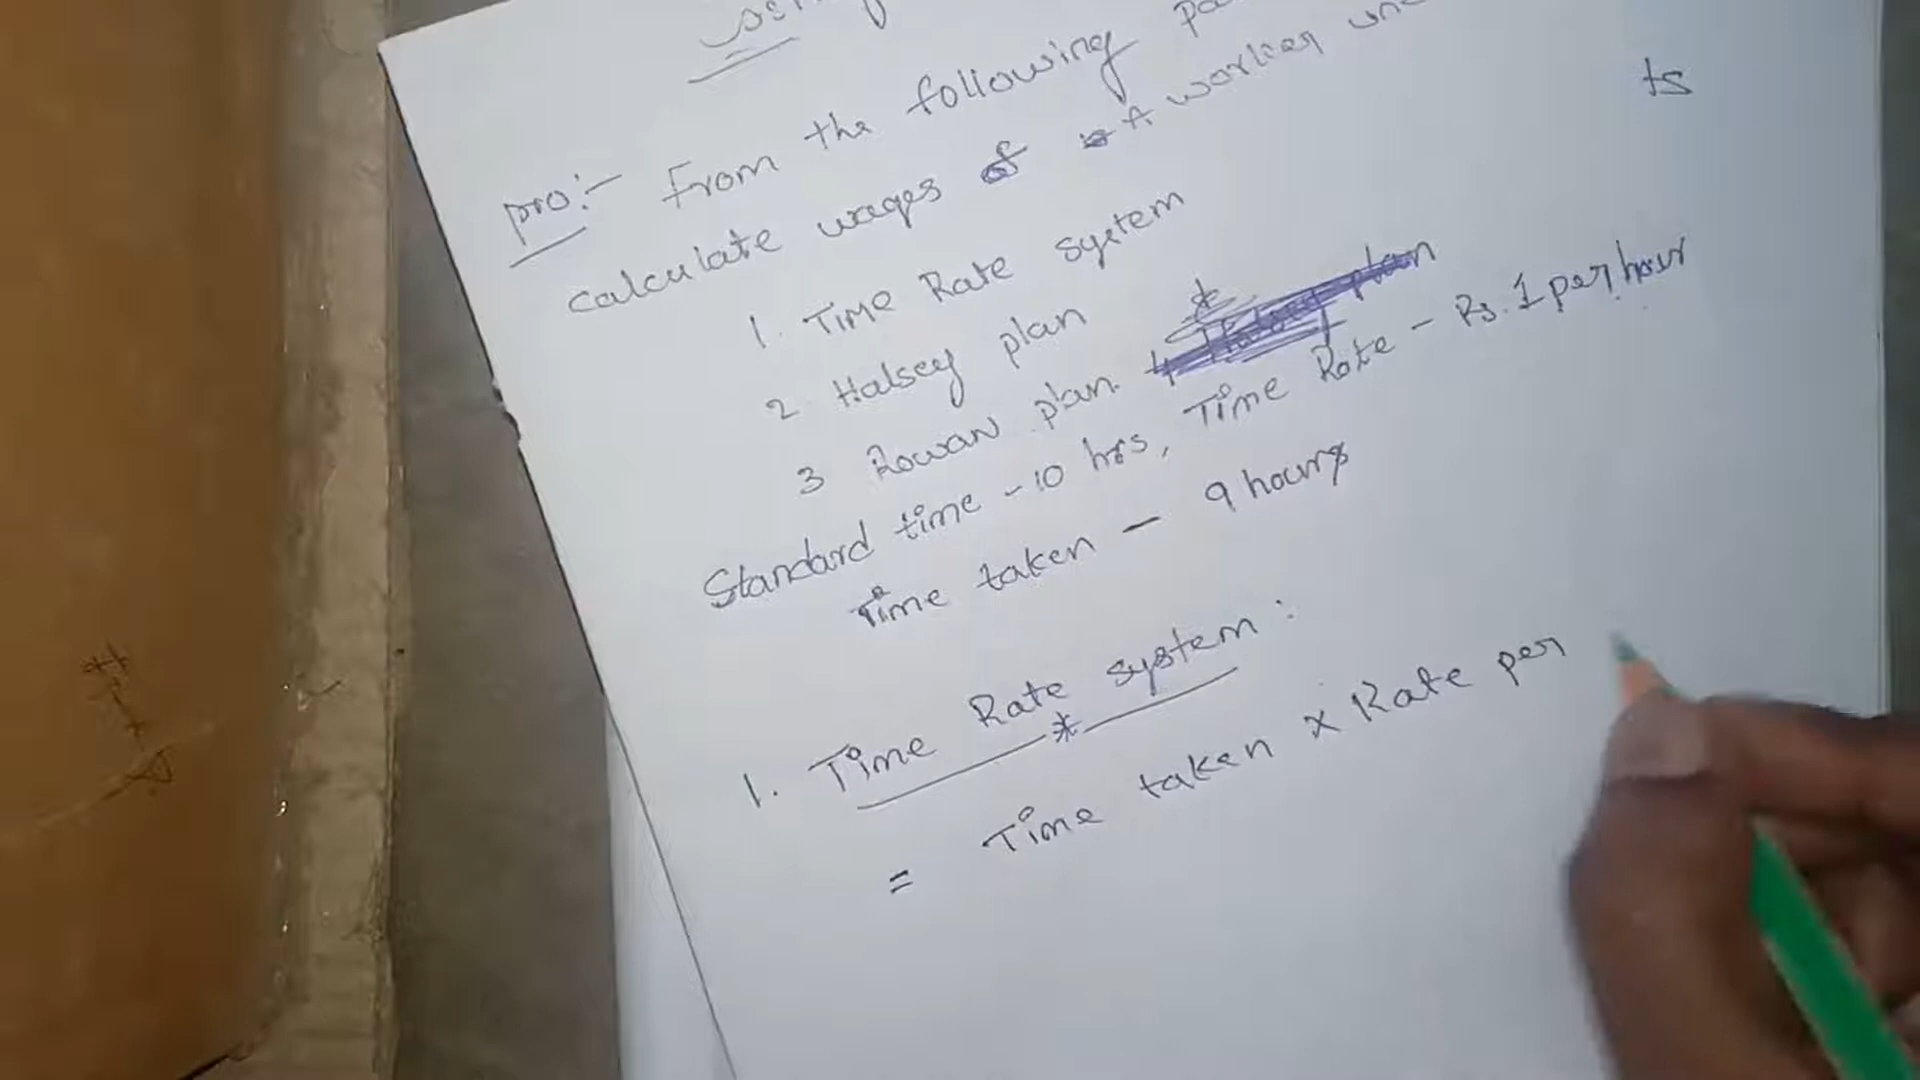 pro:- From the following
calculate wages of A worker
ts
1. Time Rate system
2. Halsey plan
3 Rowan plan.
Standard time - 10 hrs, Time Rate - Rs. 1 per hour
Time taken - 9 hours
1. Time Rate system :
= Time taken x Rate per